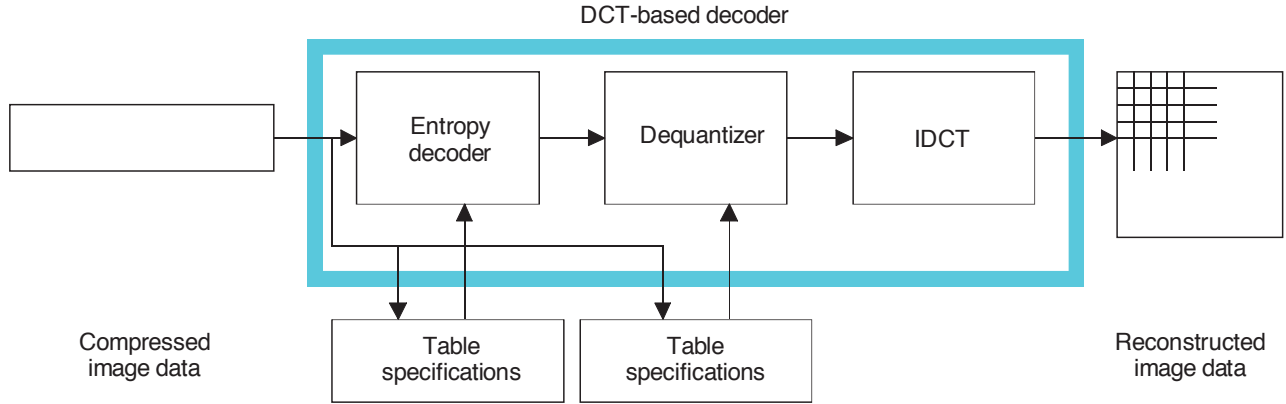 DCT-based decoder
Entropy
decoder
Dequantizer
IDCT
Compressed
image data
Table
specifications
Table
specifications
Reconstructed
image data